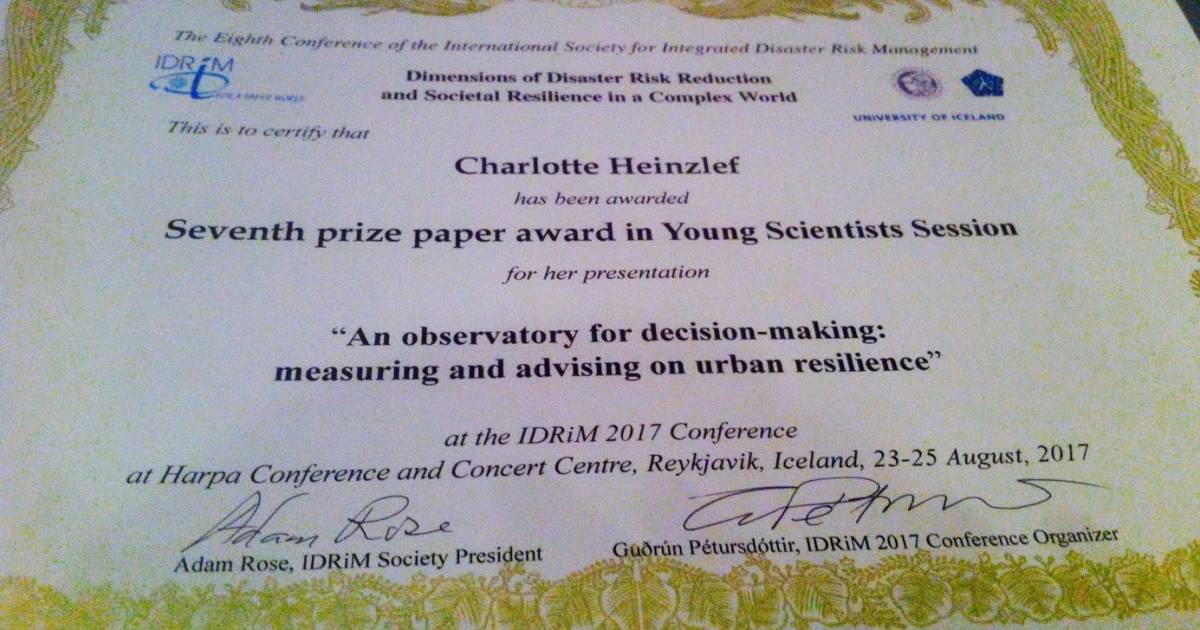 The Eighth Conference of the International Society for Integrated Disaster Risk Management
IDRiM
FOR A SAFER WORLD
Dimensions of Disaster Risk Reduction
and Societal Resilience in a Complex World
UNIVERSITY OF ICELAND
This is to certify that
Charlotte Heinzlef
has been awarded
Seventh prize paper award in Young Scientists Session
for her presentation
“An observatory for decision-making:
measuring and advising on urban resilience”
at the IDRiM 2017 Conference
at Harpa Conference and Concert Centre, Reykjavik, Iceland, 23-25 August, 2017
Adam Rose
Adam Rose, IDRiM Society President
Guðrún Pétursdóttir, IDRiM 2017 Conference Organizer